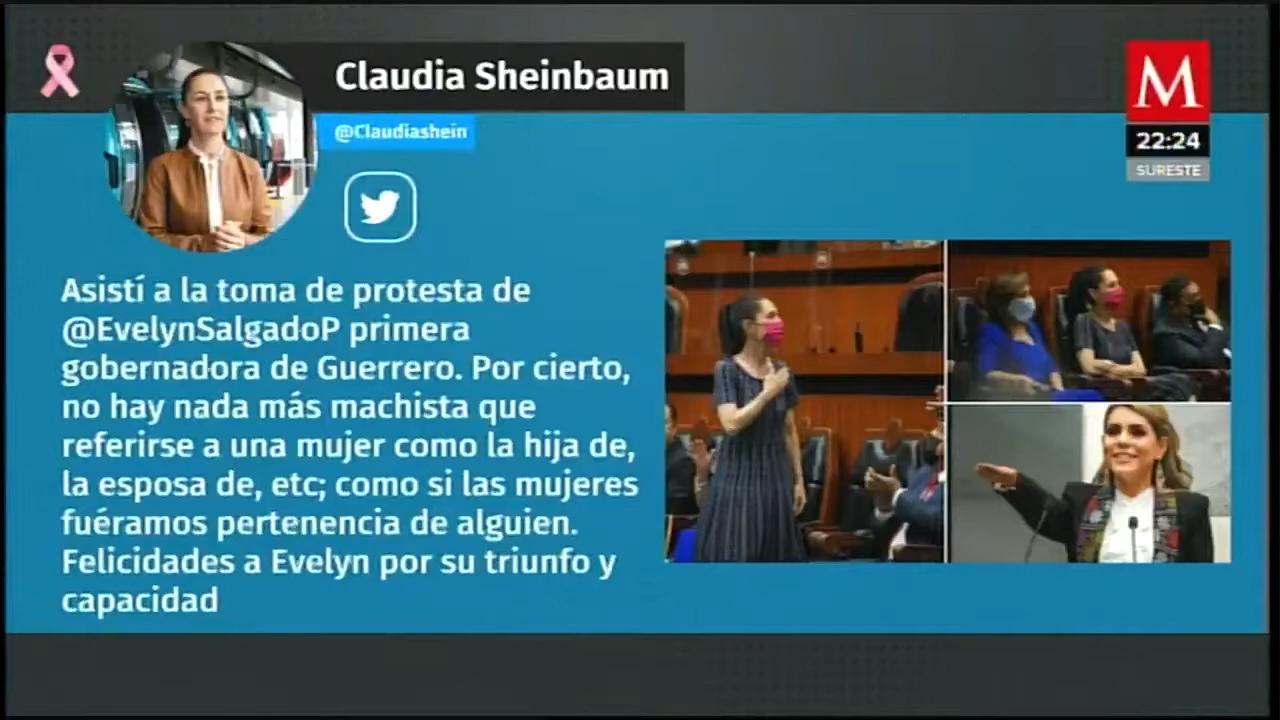 Claudia Sheinbaum
@Claudiashein
M
22:24
SURESTE
Asistí a la toma de protesta de
@EvelynSalgadoP primera
gobernadora de Guerrero. Por cierto,
no hay nada más machista que
referirse a una mujer como la hija de,
la esposa de, etc; como si las mujeres
fuéramos pertenencia de alguien.
Felicidades a Evelyn por su triunfo y
capacidad